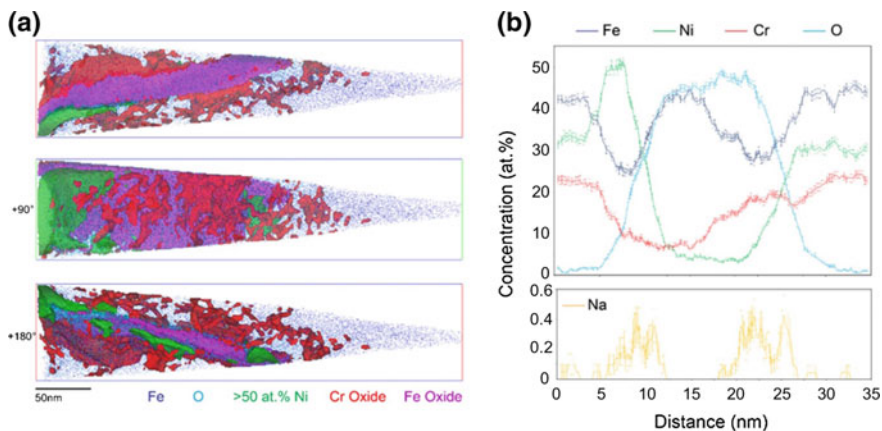 (a)
+90°
+180°
50nm
Fe O >50 at.% Ni Cr Oxide Fe Oxide
(b)
Fe Ni Cr O
50
40
30
20
10
0
Concentration (at.%)
0.6
0.4
0.2
0
Na
0 5 10 15 20 25 30 35
Distance (nm)